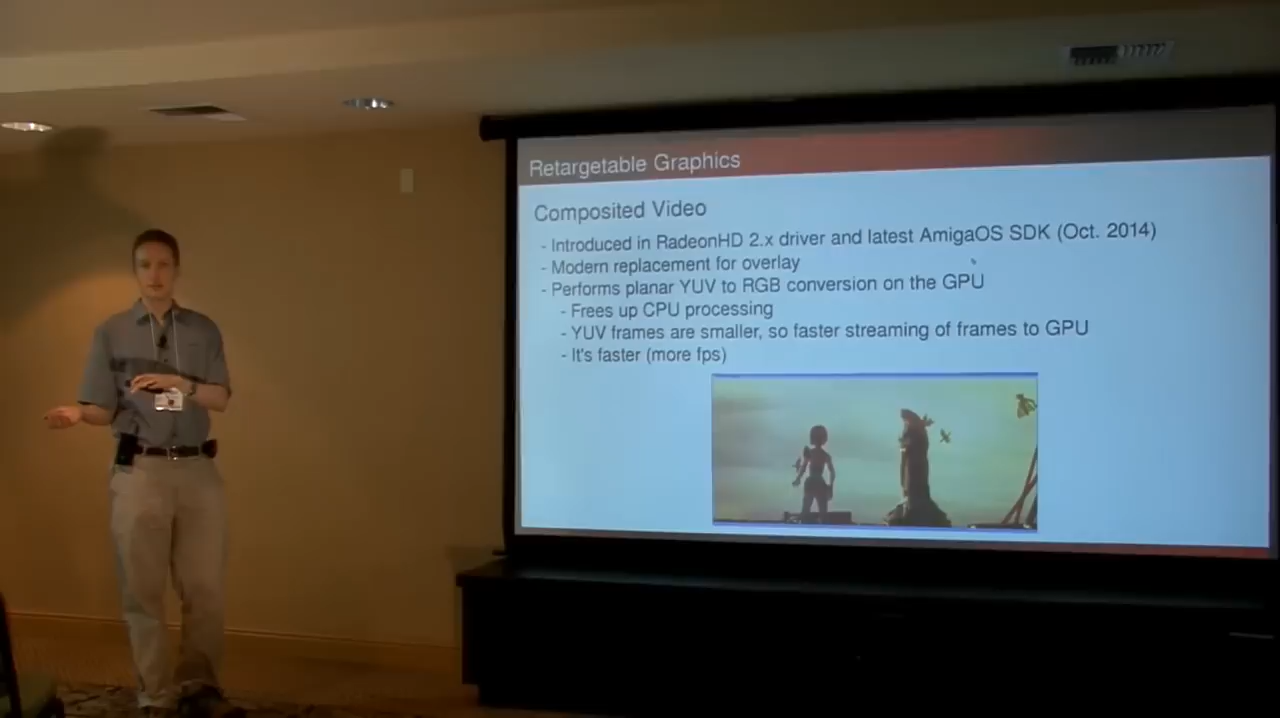 Retargetable Graphics
Composited Video
- Introduced in RadeonHD 2.x driver and latest AmigaOS SDK (Oct. 2014)
- Modern replacement for overlay
- Performs planar YUV to RGB conversion on the GPU
- Frees up CPU processing
- YUV frames are smaller, so faster streaming of frames to GPU
- It's faster (more fps)